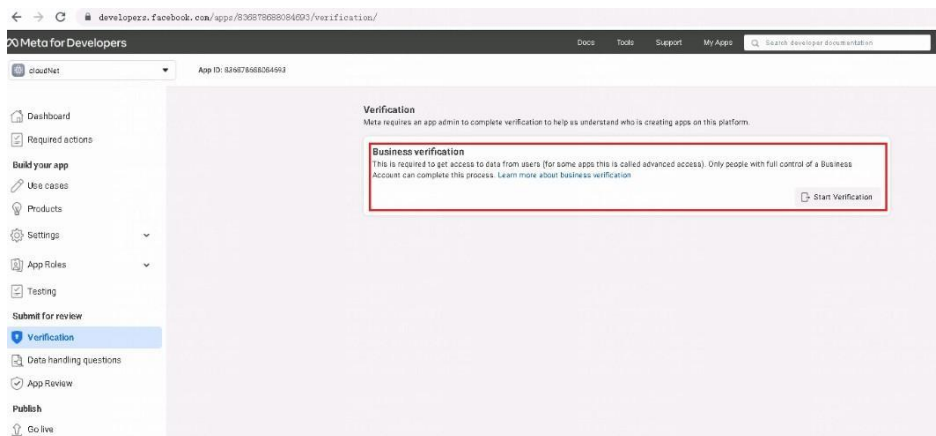 developers.facebook.com/apps/836878688084693/verification/
Meta for Developers
Docs Tools Support My Apps Search developer documentation
cloudNet
App ID: 836878688084693
Dashboard
Required actions
Build your app
Use cases
Products
Settings
App Roles
Testing
Submit for review
Verification
Data handling questions
App Review
Publish
Go live
Verification
Meta requires an app admin to complete verification to help us understand who is creating apps on this platform.
Business verification
This is required to get access to data from users (for some apps this is called advanced access). Only people with full control of a Business
Account can complete this process. Learn more about business verification
Start Verification